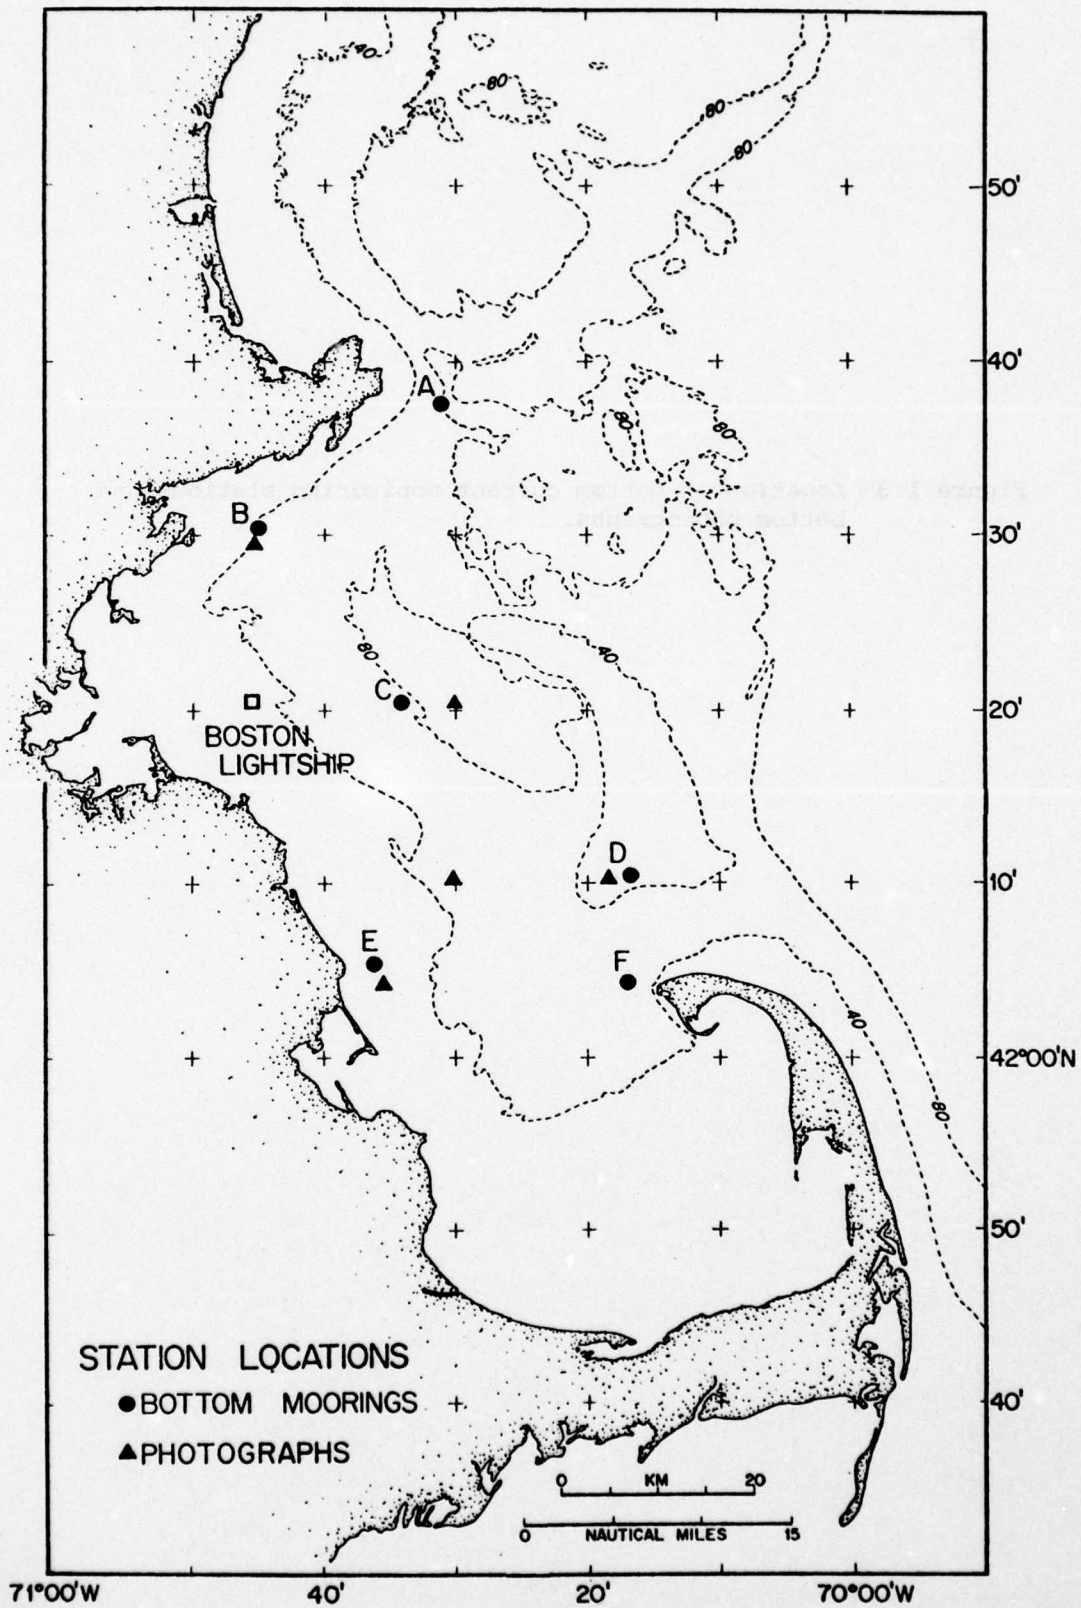 40
80
80
80
50'
40'
A
80
80
B
30'
80
40
C
20'
BOSTON
LIGHTSHIP
D
10'
E
F
40
42°00'N
80
50'
STATION LOCATIONS
BOTTOM MOORINGS
40'
PHOTOGRAPHS
0 KM 20
0 NAUTICAL MILES 15
71°00'W 40' 20' 70°00'W